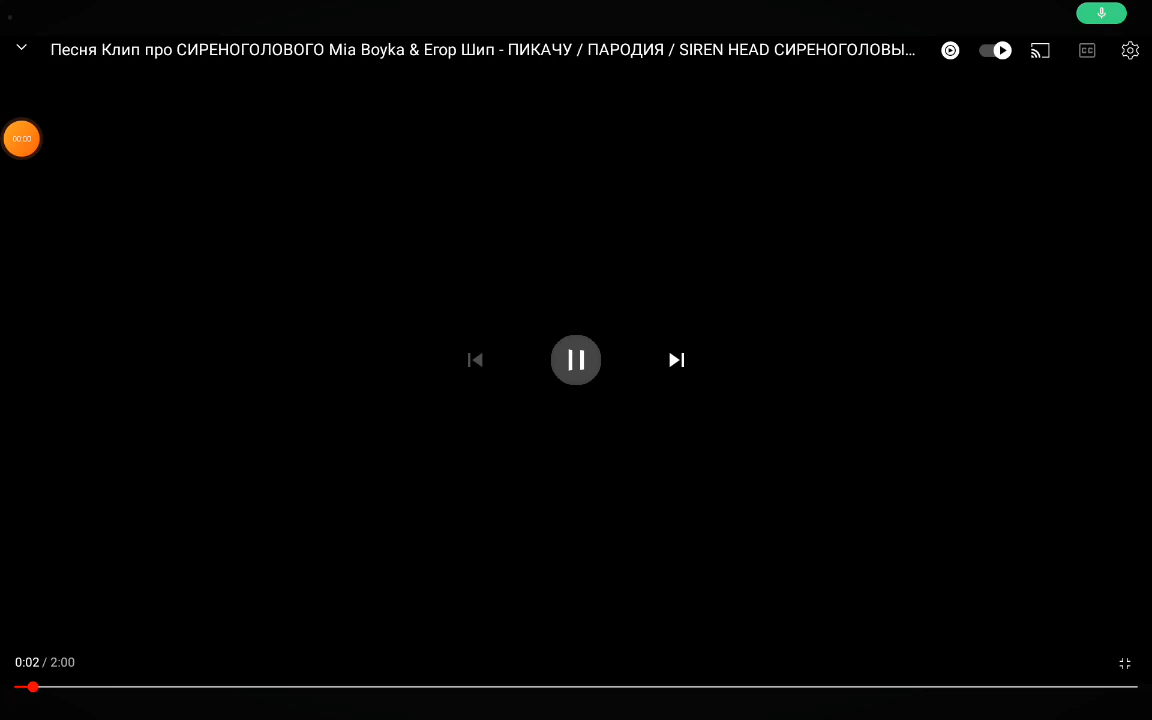 Песня Клип про СИРЕНОГОЛОВОГО Mia Boyka & Егор Шип - ПИКАЧУ / ПАРОДИЯ / SIREN HEAD СИРЕНОГОЛОВЫ...
CC
00:00
0:02 / 2:00